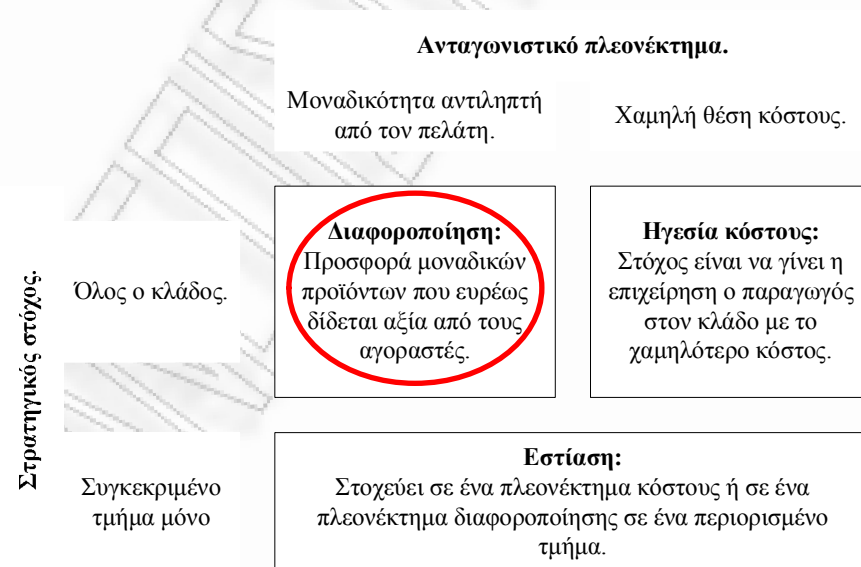 Ανταγωνιστικό πλεονέκτημα.
Μοναδικότητα αντιληπτή
από τον πελάτη.
Χαμηλή θέση κόστους.
Στρατηγικός στόχος.
Όλος ο κλάδος.
Διαφοροποίηση:
Προσφορά μοναδικών
προϊόντων που ευρέως
δίδεται αξία από τους
αγοραστές.
Ηγεσία κόστους:
Στόχος είναι να γίνει η
επιχείρηση ο παραγωγός
στον κλάδο με το
χαμηλότερο κόστος.
Συγκεκριμένο
τμήμα μόνο
Εστίαση:
Στοχεύει σε ένα πλεονέκτημα κόστους ή σε ένα
πλεονέκτημα διαφοροποίησης σε ένα περιορισμένο
τμήμα.